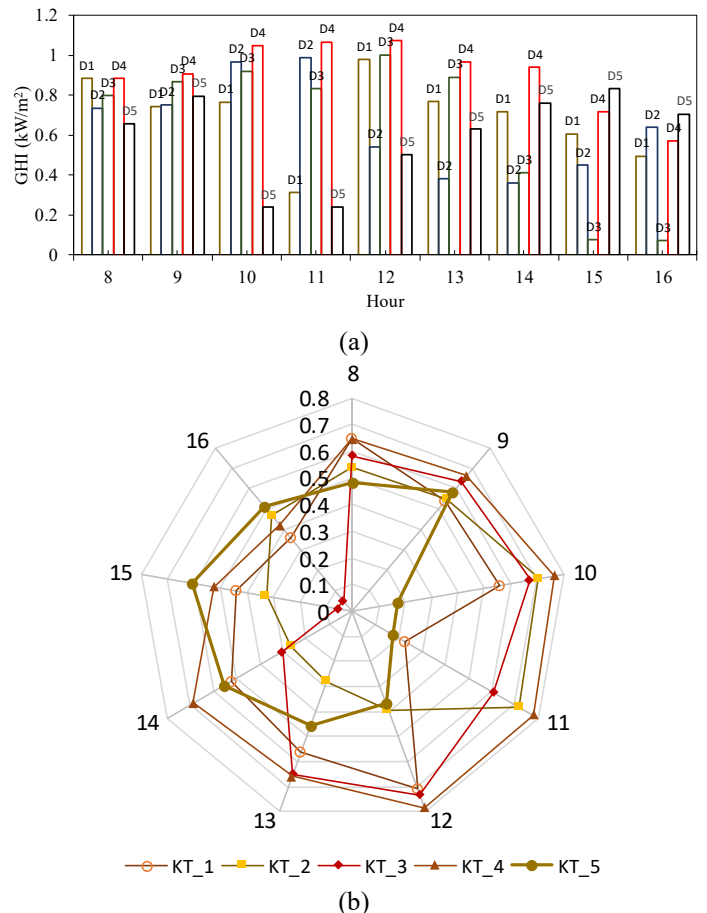 1.2
1
0.8
0.6
0.4
0.2
0
GHI (kW/m²)
D1 D2 D3 D4 D5
D1 D2 D3 D4 D5
D1 D2 D3 D4 D5
D1 D2 D3 D4 D5
D1 D2 D3 D4 D5
D1 D2 D3 D4 D5
D1 D2 D3 D4 D5
D1 D2 D3 D4 D5
D1 D2 D3 D4 D5
8 9 10 11 12 13 14 15 16
Hour
(a)
8
9
10
11
12
13
14
15
16
0.8
0.7
0.6
0.5
0.4
0.3
0.2
0.1
0
KT_1 KT_2 KT_3 KT_4 KT_5
(b)